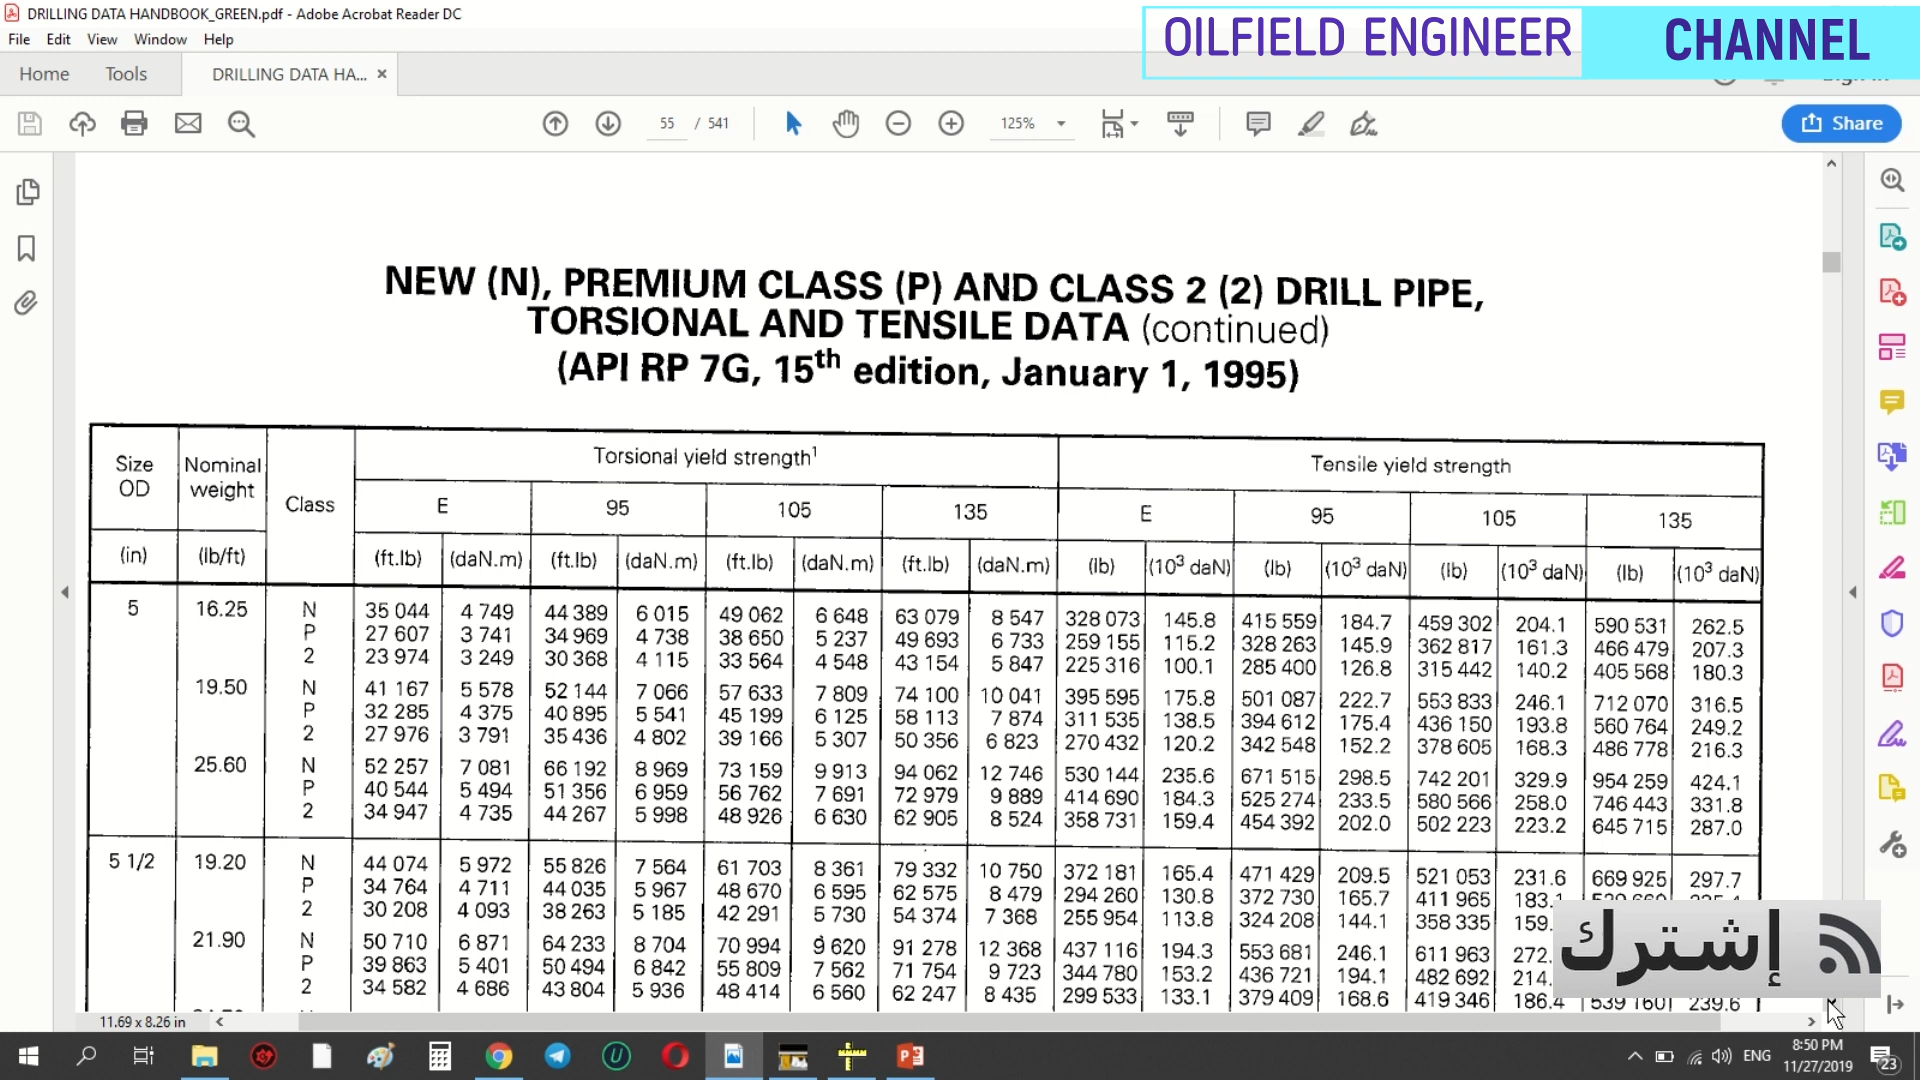 DRILLING DATA HANDBOOK_GREEN.pdf - Adobe Acrobat Reader DC
OILFIELD ENGINEER CHANNEL
File Edit View Window Help
Home Tools DRILLING DATA HA... ×
55 / 541 125% Share
NEW (N), PREMIUM CLASS (P) AND CLASS 2 (2) DRILL PIPE,
TORSIONAL AND TENSILE DATA (continued)
(API RP 7G, 15th edition, January 1, 1995)
Size OD Nominal weight Class Torsional yield strength1 Tensile yield strength
E 95 105 135 E 95 105 135
(in) (lb/ft) (ft.lb) (daN.m) (ft.lb) (daN.m) (ft.lb) (daN.m) (ft.lb) (daN.m) (lb) (10³ daN) (lb) (10³ daN) (lb) (10³ daN) (lb) (10³ daN)
5 16.25 N 35 044 4 749 44 389 6 015 49 062 6 648 63 079 8 547 328 073 145.8 415 559 184.7 459 302 204.1 590 531 262.5
P 27 607 3 741 34 969 4 738 38 650 5 237 49 693 6 733 259 155 115.2 328 263 145.9 362 817 161.3 466 479 207.3
2 23 974 3 249 30 368 4 115 33 564 4 548 43 154 5 847 225 316 100.1 285 400 126.8 315 442 140.2 405 568 180.3
19.50 N 41 167 5 578 52 144 7 066 57 633 7 809 74 100 10 041 395 595 175.8 501 087 222.7 553 833 246.1 712 070 316.5
P 32 285 4 375 40 895 5 541 45 199 6 125 58 113 7 874 311 535 138.5 394 612 175.4 436 150 193.8 560 764 249.2
2 27 976 3 791 35 436 4 802 39 166 5 307 50 356 6 823 270 432 120.2 342 548 152.2 378 605 168.3 486 778 216.3
25.60 N 52 257 7 081 66 192 8 969 73 159 9 913 94 062 12 746 530 144 235.6 671 515 298.5 742 201 329.9 954 259 424.1
P 40 544 5 494 51 356 6 959 56 762 7 691 72 979 9 889 414 690 184.3 525 274 233.5 580 566 258.0 746 443 331.8
2 34 947 4 735 44 267 5 998 48 926 6 630 62 905 8 524 358 731 159.4 454 392 202.0 502 223 223.2 645 715 287.0
5 1/2 19.20 N 44 074 5 972 55 826 7 564 61 703 8 361 79 332 10 750 372 181 165.4 471 429 209.5 521 053 231.6 669 925 297.7
P 34 764 4 711 44 035 5 967 48 670 6 595 62 575 8 479 294 260 130.8 372 730 165.7 411 965 183.1
2 30 208 4 093 38 263 5 185 42 291 5 730 54 374 7 368 255 954 113.8 324 208 144.1 358 335 159.
21.90 N 50 710 6 871 64 233 8 704 70 994 9 620 91 278 12 368 437 116 194.3 553 681 246.1 611 963 272.
P 39 863 5 401 50 494 6 842 55 809 7 562 71 754 9 723 344 780 153.2 436 721 194.1 482 692 214.
2 34 582 4 686 43 804 5 936 48 414 6 560 62 247 8 435 299 533 133.1 379 409 168.6 419 346 186.4 539 160 239.6
إشترك
11.69 x 8.26 in
ENG 8:50 PM
11/27/2019 23